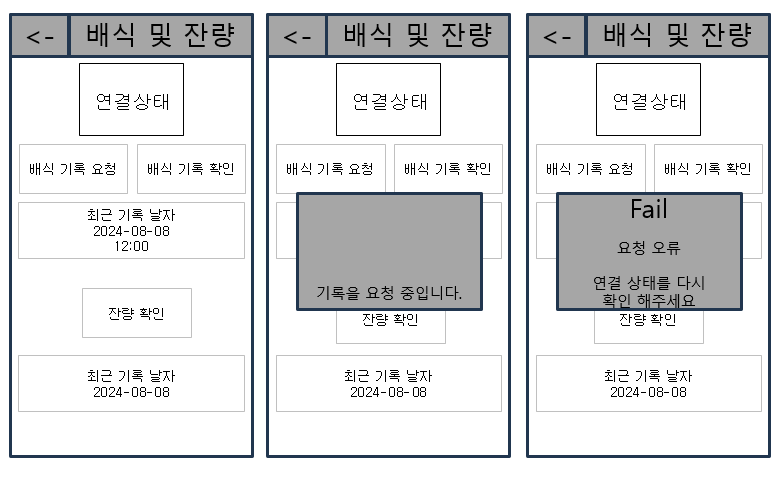 <- 배식 및 잔량
연결상태
배식 기록 요청 배식 기록 확인
최근 기록 날자
2024-08-08
12:00
잔량 확인
최근 기록 날자
2024-08-08
<- 배식 및 잔량
연결상태
배식 기록 요청 배식 기록 확인
기록을 요청 중입니다.
잔량 확인
최근 기록 날자
2024-08-08
<- 배식 및 잔량
연결상태
배식 기록 요청 배식 기록 확인
Fail
요청 오류
연결 상태를 다시
확인 해주세요
잔량 확인
최근 기록 날자
2024-08-08